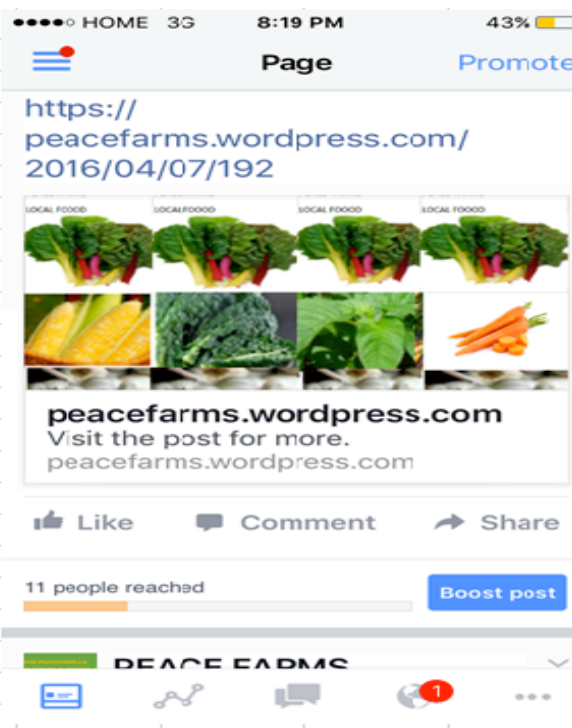 HOME 3G 8:19 PM 43%
Page Promote
https://
peacefarms.wordpress.com/
2016/04/07/192
LOCAL FOOOD LOCALFOOOD LOCAL FOOOD LOCAL FOOOD
peacefarms.wordpress.com
Visit the post for more.
peacefarms.wordpress.com
Like Comment Share
11 people reached
Boost post
PEACE FARMS
1